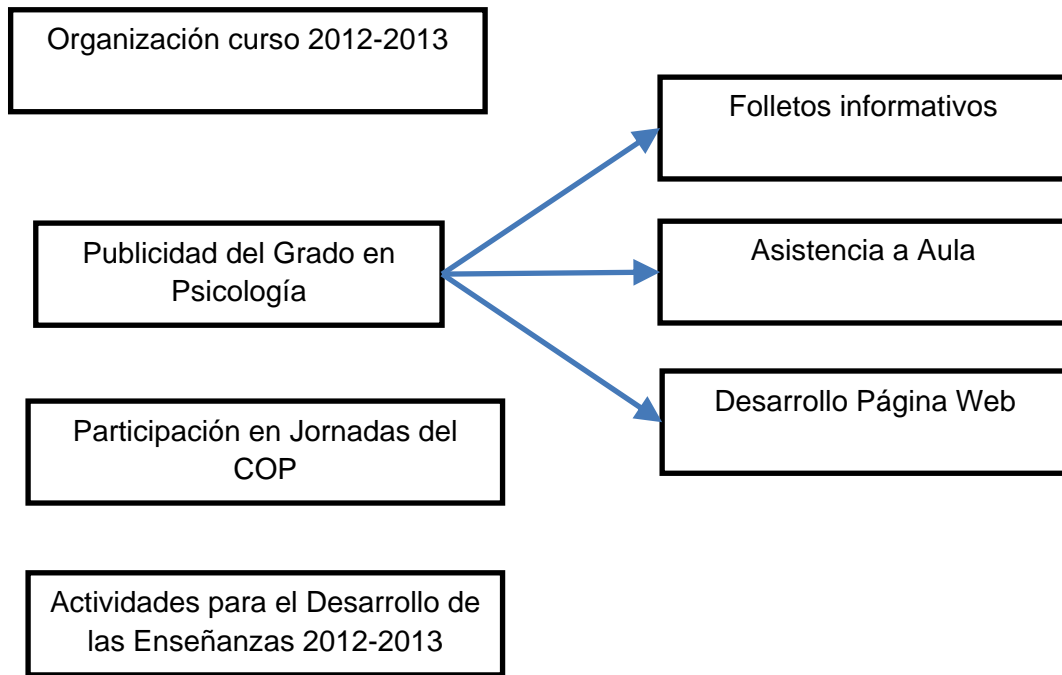 Organización curso 2012-2013
Folletos informativos
Publicidad del Grado en
Psicología
Asistencia a Aula
Desarrollo Página Web
Participación en Jornadas del
COP
Actividades para el Desarrollo de
las Enseñanzas 2012-2013